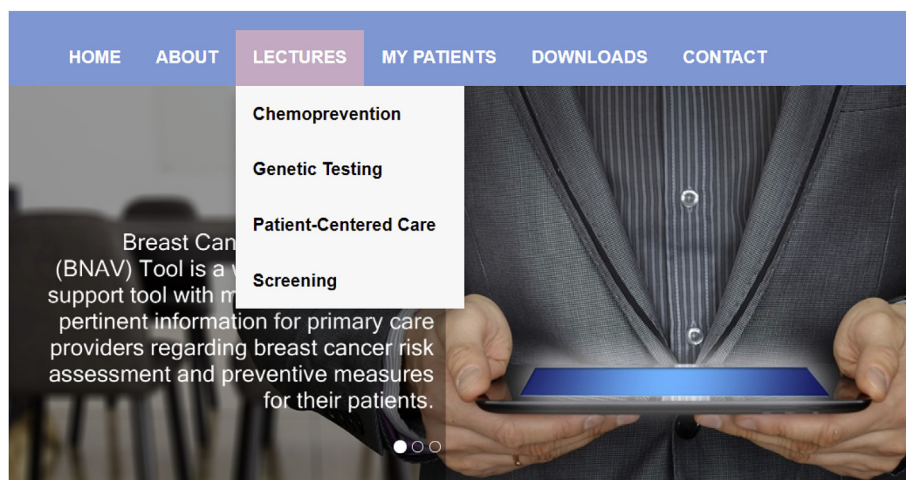 HOME ABOUT LECTURES MY PATIENTS DOWNLOADS CONTACT
Chemoprevention
Genetic Testing
Patient-Centered Care
Screening
Breast Can
(BNAV) Tool is a
support tool with
pertinent information for primary care
providers regarding breast cancer risk
assessment and preventive measures
for their patients.